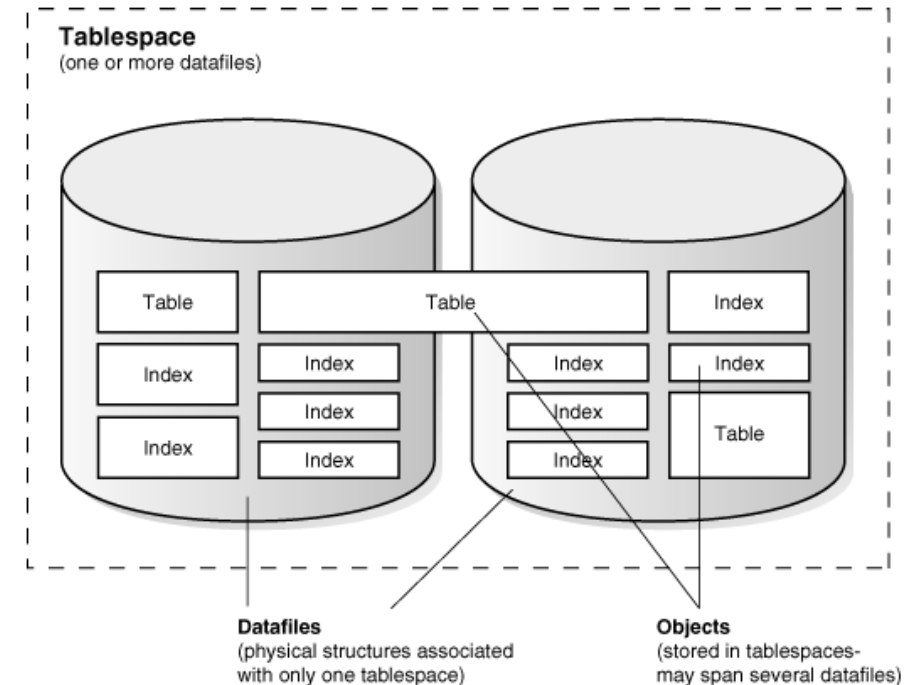 Tablespace
(one or more datafiles)
Table
Table
Index
Index
Index
Index
Index
Index
Index
Index
Table
Index
Index
Index
Datafiles
(physical structures associated
with only one tablespace)
Objects
(stored in tablespaces-
may span several datafiles)